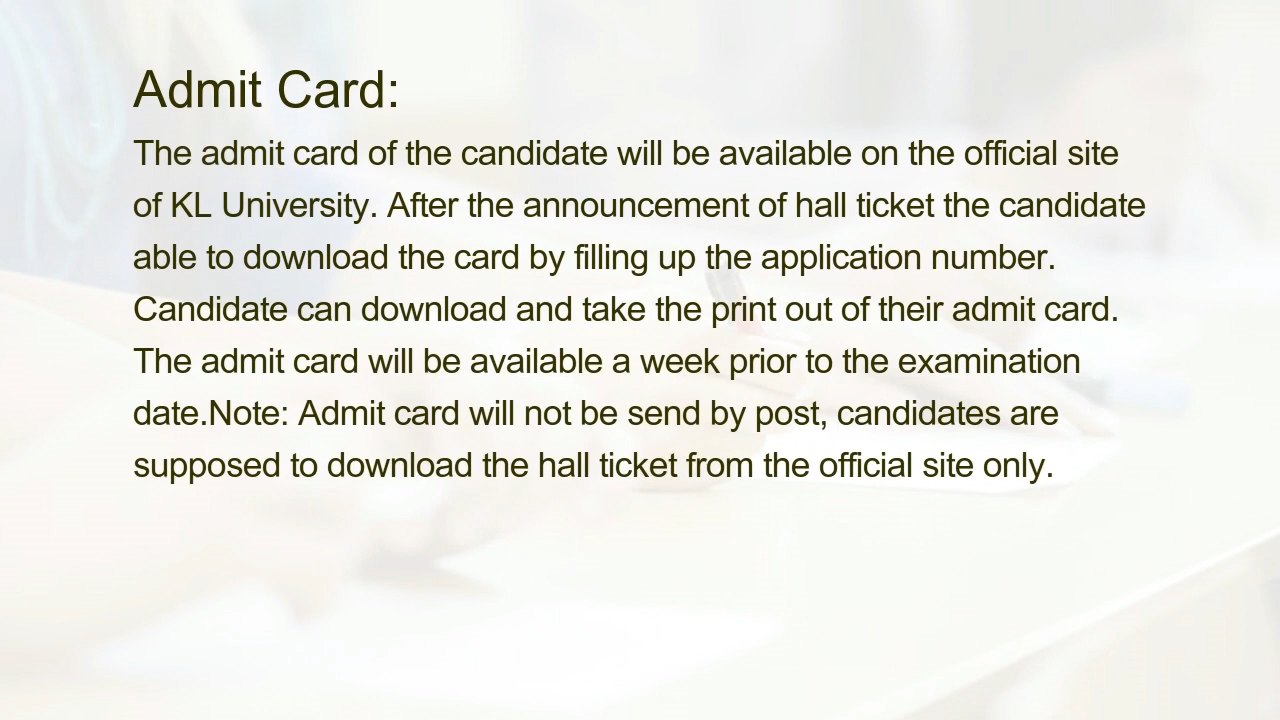 Admit Card:
The admit card of the candidate will be available on the official site
of KL University. After the announcement of hall ticket the candidate
able to download the card by filling up the application number.
Candidate can download and take the print out of their admit card.
The admit card will be available a week prior to the examination
date.Note: Admit card will not be send by post, candidates are
supposed to download the hall ticket from the official site only.